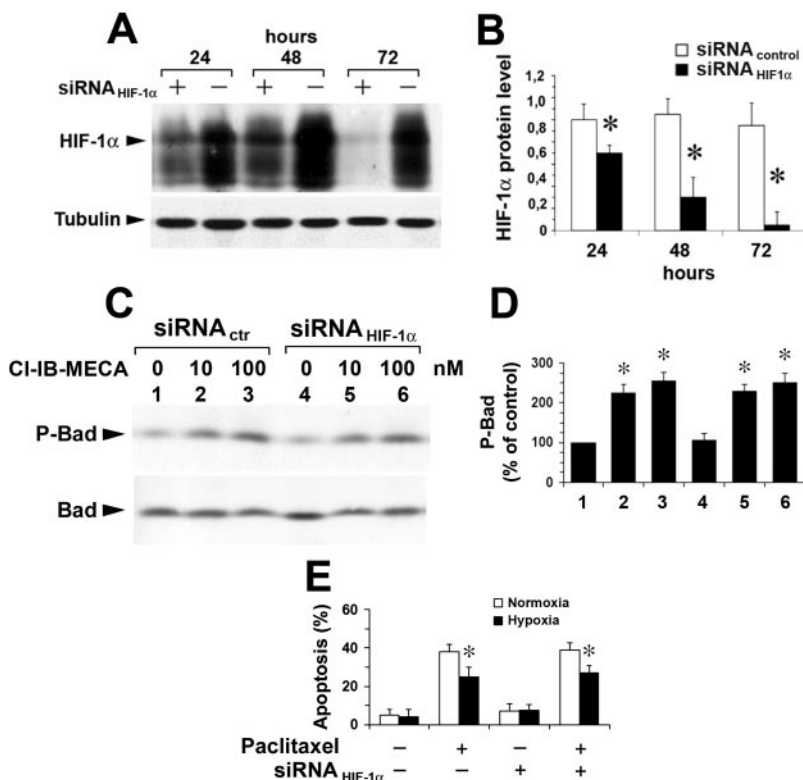 A
hours
24 48 72
siRNA HIF-1α + − + − + −
HIF-1α
Tubulin
B
siRNA control
siRNA HIF1α
HIF-1α protein level
1,2
0,8
0,6
0,4
0,2
0
* * *
24 48 72
hours
C
siRNA ctr siRNA HIF-1α
Cl-IB-MECA 0 10 100 0 10 100 nM
1 2 3 4 5 6
P-Bad
Bad
D
P-Bad
(% of control)
300
250
100
0
* * * *
1 2 3 4 5 6
E
Normoxia
Hypoxia
Apoptosis (%)
60
40
20
0
* *
Paclitaxel − + − +
siRNA HIF-1α − − + +